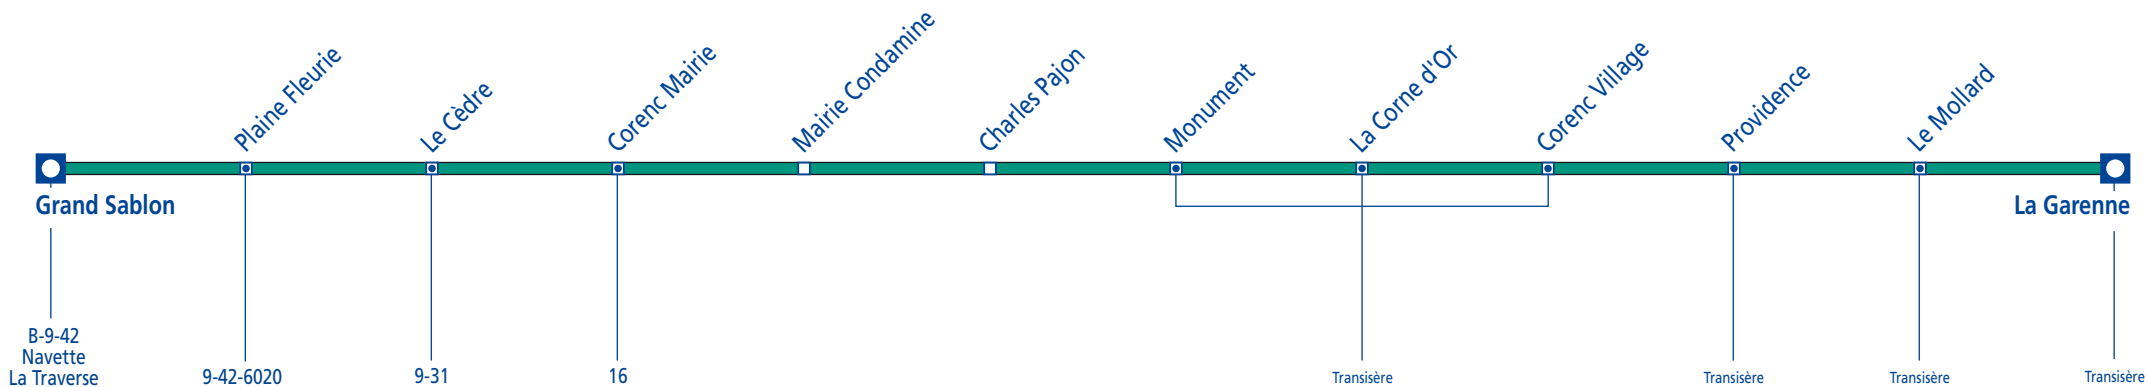 Plaine Fleurie
Le Cèdre
Corenc Mairie
Mairie Condamine
Charles Pajon
Monument
La Corne d'Or
Corenc Village
Providence
Le Mollard
Grand Sablon
La Garenne
B-9-42
Navette
La Traverse
9-42-6020
9-31
16
Transisère
Transisère
Transisère
Transisère